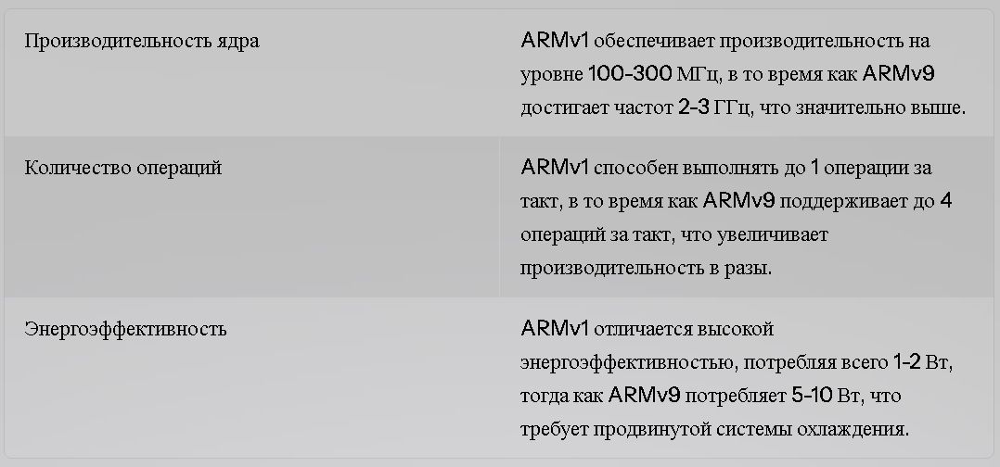 Производительность ядра
ARMv1 обеспечивает производительность на
уровне 100-300 МГц, в то время как ARMv9
достигает частот 2-3 ГГц, что значительно выше.
Количество операций
ARMv1 способен выполнять до 1 операции за
такт, в то время как ARMv9 поддерживает до 4
операций за такт, что увеличивает
производительность в разы.
Энергоэффективность
ARMv1 отличается высокой
энергоэффективностью, потребляя всего 1-2 Вт,
тогда как ARMv9 потребляет 5-10 Вт, что
требует продвинутой системы охлаждения.